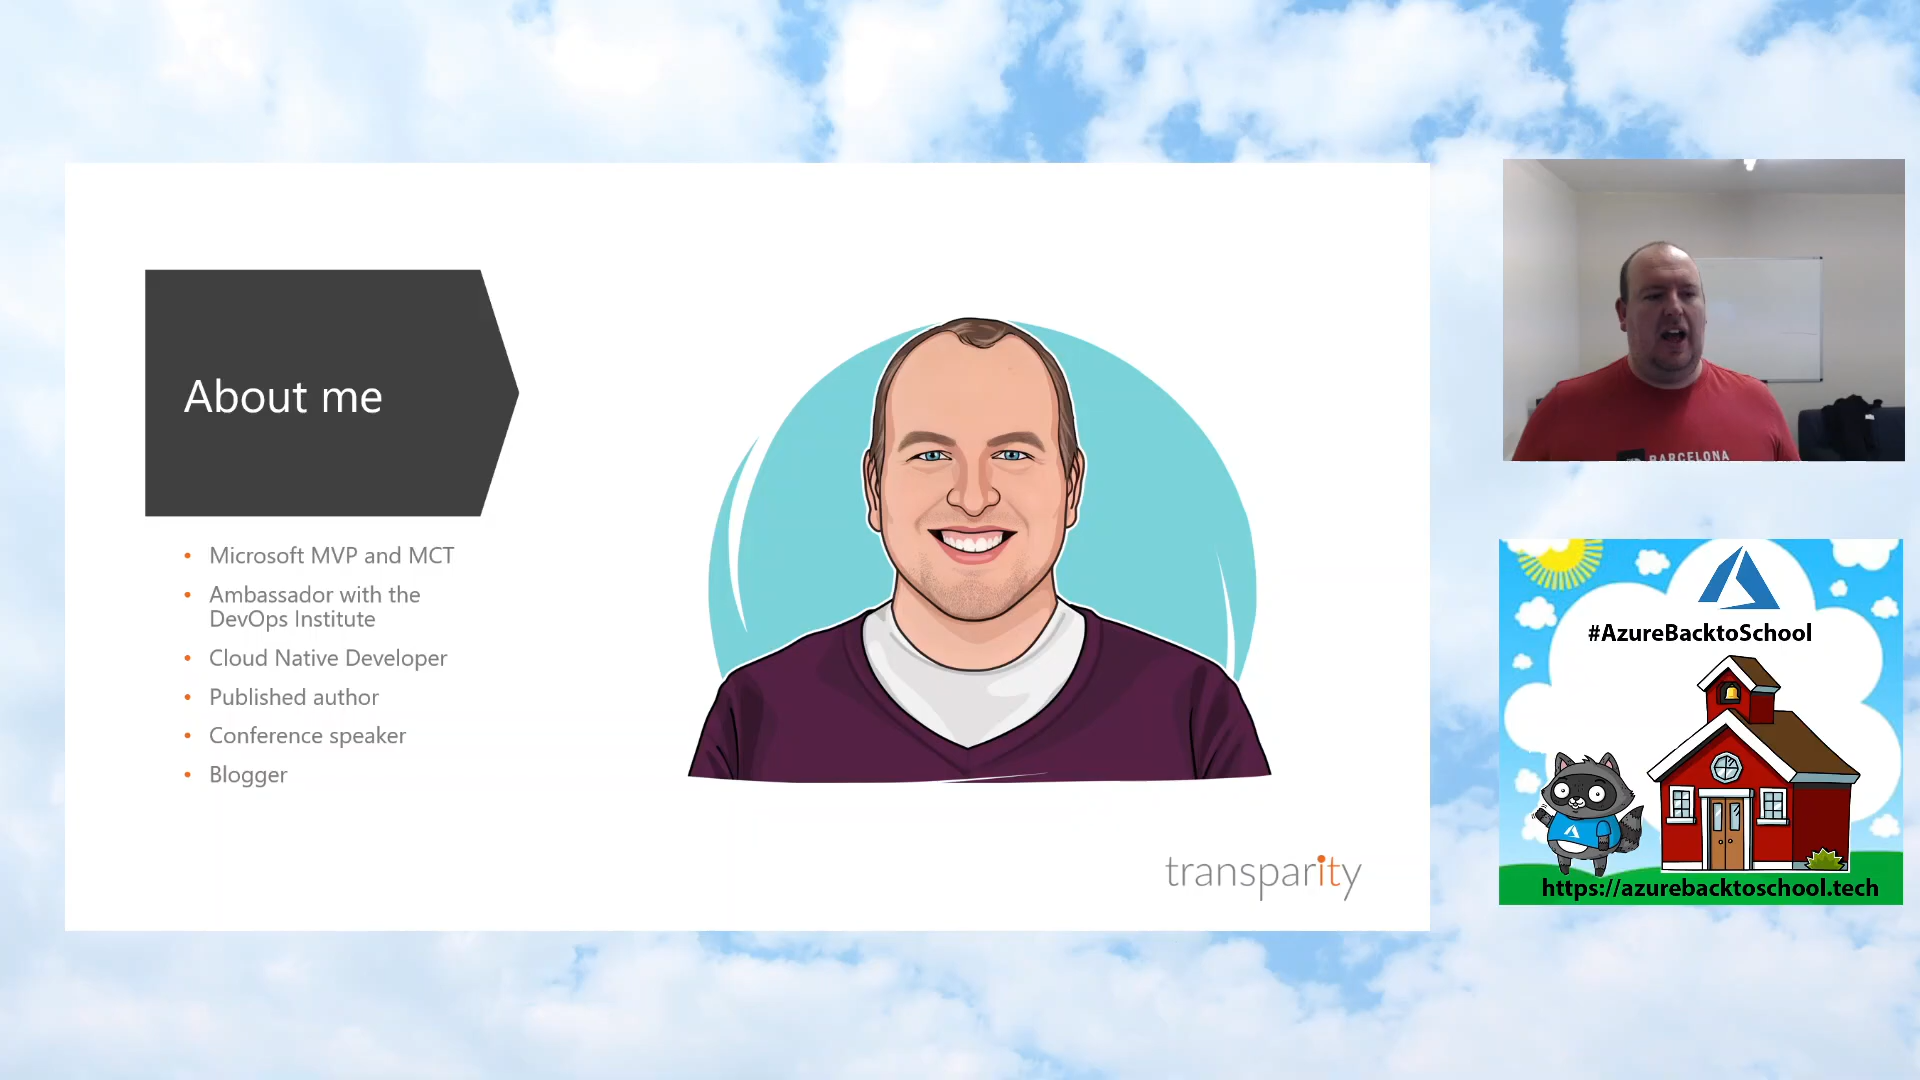 About me
• Microsoft MVP and MCT
• Ambassador with the
DevOps Institute
• Cloud Native Developer
• Published author
• Conference speaker
• Blogger
transparity
BARCELONA
#AzureBacktoSchool
https://azurebacktoschool.tech